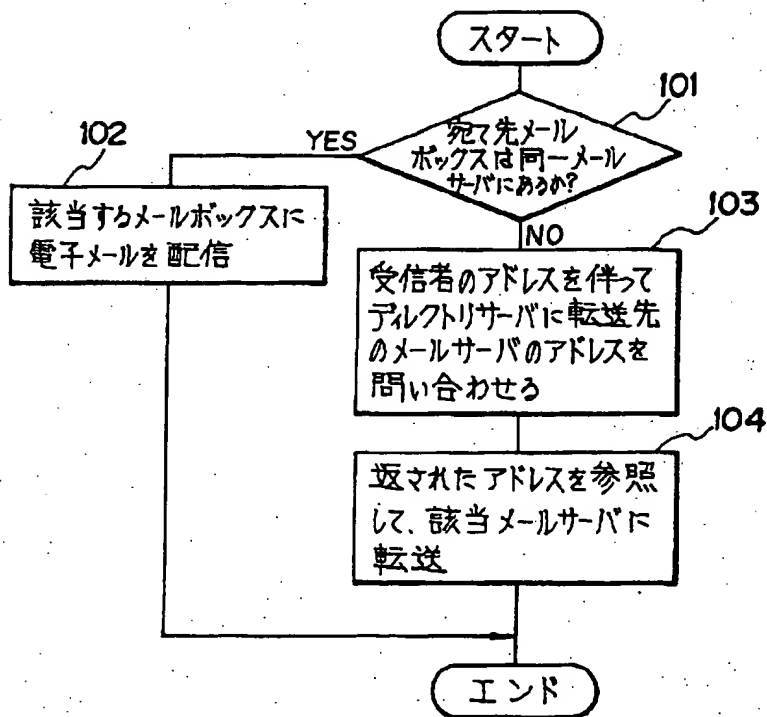 スタート
101
宛て先メール
ボックスは同一メール
サーバにあるか?
YES
102
該当するメールボックスに
電子メールを配信
NO
103
受信者のアドレスを伴って
ディレクトリサーバに転送先
のメールサーバのアドレスを
問い合わせる
104
返されたアドレスを参照
して、該当メールサーバに
転送
エンド